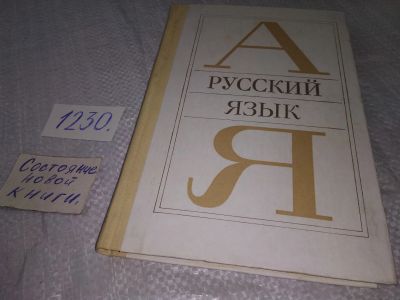 А
РУССКИЙ
ЯЗЫК
Я
1230.
Состояние
новой
книги.